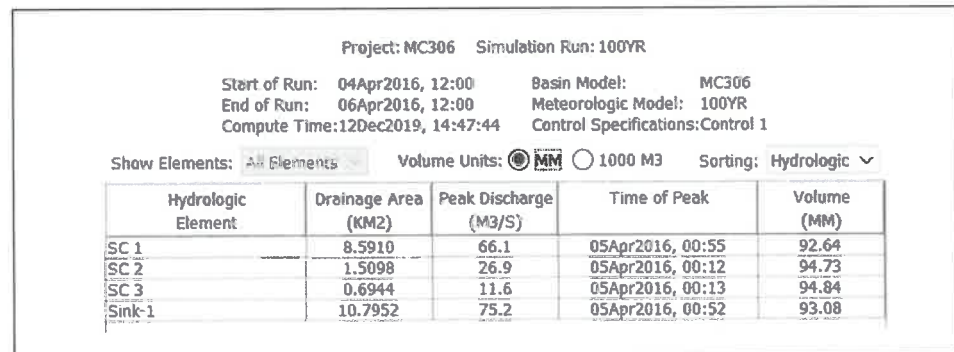 Project: MC306 Simulation Run: 100YR
Start of Run: 04Apr2016, 12:00 Basin Model: MC306
End of Run: 06Apr2016, 12:00 Meteorologic Model: 100YR
Compute Time:12Dec2019, 14:47:44 Control Specifications:Control 1
Show Elements: All Elements Volume Units: MM 1000 M3 Sorting: Hydrologic
Hydrologic Element Drainage Area (KM2) Peak Discharge (M3/S) Time of Peak Volume (MM)
SC 1 8.5910 66.1 05Apr2016, 00:55 92.64
SC 2 1.5098 26.9 05Apr2016, 00:12 94.73
SC 3 0.6944 11.6 05Apr2016, 00:13 94.84
Sink-1 10.7952 75.2 05Apr2016, 00:52 93.08